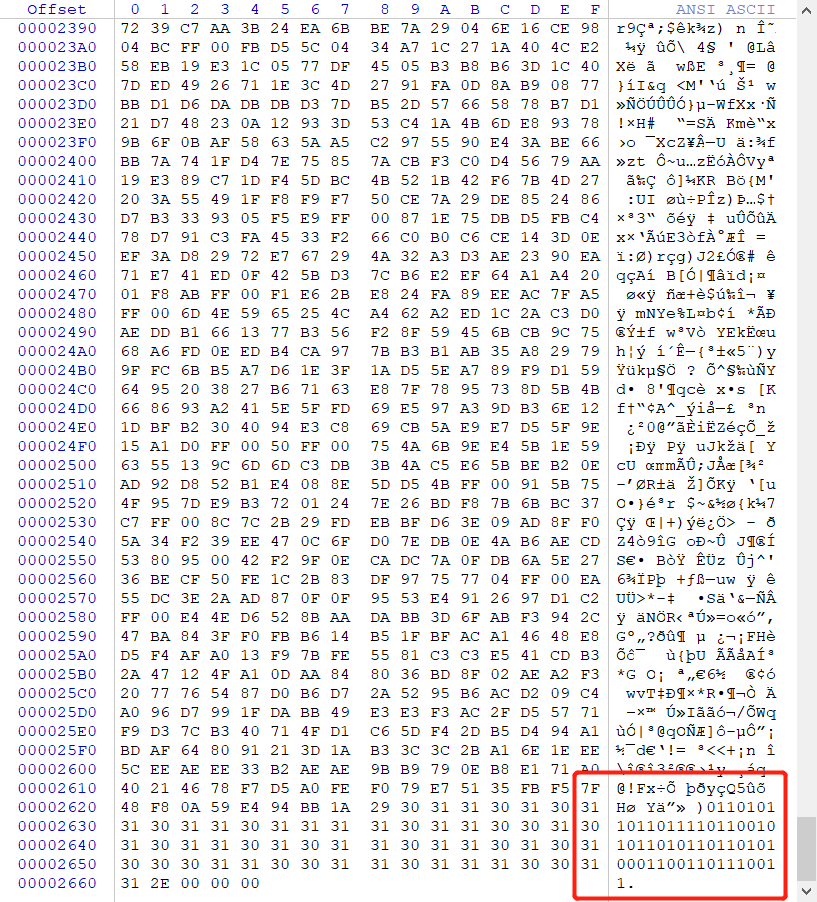 Offset 0 1 2 3 4 5 6 7 8 9 A B C D E F ANSI ASCII
00002390 72 39 C7 AA 3B 24 EA 6B BE 7A 29 04 6E 16 CE 98 r9Çª;$êk¾z) n Î˜
000023A0 04 BC FF 00 FB D5 5C 04 34 A7 1C 27 1A 40 4C E2 ¼ÿ ûÕ\ 4§ ' @Lâ
000023B0 58 EB 19 E3 1C 05 77 DF 45 05 B3 B8 B6 3D 1C 40 Xë ã wßE ³¸¶= @
000023C0 7D ED 49 26 71 1E 3C 4D 27 91 FA 0D 8A B9 08 77 }íI&q <M'‘ú Š¹ w
000023D0 BB D1 D6 DA DB DB D3 7D B5 2D 57 66 58 78 B7 D1 »ÑÖÚÛÛÓ}µ-WfXx·Ñ
000023E0 21 D7 48 23 0A 12 93 3D 53 C4 1A 4B 6D E8 93 78 !×H# “=SÄ Kmè“x
000023F0 9B 6F 0B AF 58 63 5A A5 C2 97 55 90 E4 3A BE 66 ›o ¯XcZ¥Â—U ä:¾f
00002400 BB 7A 74 1F D4 7E 75 85 7A CB F3 C0 D4 56 79 AA »zt Ô~u…zËóÀÔVyª
00002410 19 E3 89 C7 1D F4 5D BC 4B 52 1B 42 F6 7B 4D 27 ã‰Ç ô]¼KR Bö{M'
00002420 20 3A 55 49 1F F8 F9 F7 50 CE 7A 29 DE 85 24 86 :UI øù÷PÎz)Þ…$†
00002430 D7 B3 33 93 05 F5 E9 FF 00 87 1E 75 DB D5 FB C4 ×³3“ õéÿ ‡ uÛÕûÄ
00002440 78 D7 91 C3 FA 45 33 F2 66 C0 B0 C6 CE 14 3D 0E x×‘ÃúE3òfÀ°ÆÎ =
00002450 EF 3A D8 29 72 E7 67 29 4A 32 A3 D3 AE 23 90 EA ï:Ø)rçg)J2£Ó®# ê
00002460 71 E7 41 ED 0F 42 5B D3 7C B6 E2 EF 64 A1 A4 20 qçAí B[Ó|¶âïd¡¤
00002470 01 F8 AB FF 00 F1 E6 2B E8 24 FA 89 EE AC 7F A5 ø«ÿ ñæ+è$ú‰î¬ ¥
00002480 FF 00 6D 4E 59 65 25 4C A4 62 A2 ED 1C 2A C3 D0 ÿ mNYe%L¤b¢í *ÃÐ
00002490 AE DD B1 66 13 77 B3 56 F2 8F 59 45 6B CB 9C 75 ®Ý±f w³Vò YEkËœu
000024A0 68 A6 FD 0E ED B4 CA 97 7B B3 B1 AB 35 A8 29 79 h¦ý í´Ê—{³±«5¨)y
000024B0 9F FC 6B B5 A7 D6 1E 3F 1A D5 5E A7 89 F9 D1 59 Ÿükµ§Ö ? Õ^§‰ùÑY
000024C0 64 95 20 38 27 B6 71 63 E8 7F 78 95 73 8D 5B 4B d• 8'¶qcè x•s [K
000024D0 66 86 93 A2 41 5E 5F FD 69 E5 97 A3 9D B3 6E 12 f†“¢A^_ýiå—£ ³n
000024E0 1D BF B2 30 40 94 E3 C8 69 CB 5A E9 E7 D5 5F 9E ¿²0@”ãÈiËZéçÕ_ž
000024F0 15 A1 D0 FF 00 50 FF 00 75 4A 6B 9E E4 5B 1E 59 ¡Ðÿ Pÿ uJkžä[ Y
00002500 63 55 13 9C 6D 6D C3 DB 3B 4A C5 E6 5B BE B2 0E cU œmmÃÛ;JÅæ[¾²
00002510 AD 92 D8 52 B1 E4 08 8E 5D D5 4B FF 00 91 5B 75 -’ØR±ä Ž]ÕKÿ ‘[u
00002520 4F 95 7D E9 B3 72 01 24 7E 26 BD F8 7B 6B BC 37 O•}é³r $~&½ø{k¼7
00002530 C7 FF 00 8C 7C 2B 29 FD EB BF D6 3E 09 AD 8F F0 Çÿ Œ|+)ýë¿Ö> - ð
00002540 5A 34 F2 39 EE 47 0C 6F D0 7E DB 0E 4A B6 AE CD Z4ò9îG oÐ~Û J¶®Í
00002550 53 80 95 00 42 F2 9F 0E CA DC 7A 0F DB 6A 5E 27 S€• BòŸ ÊÜz Ûj^'
00002560 36 BE CF 50 FE 1C 2B 83 DF 97 75 77 04 FF 00 EA 6¾ÏPþ +ƒß—uw ÿ ê
00002570 55 DC 3E 2A AD 87 0F 0F 95 53 E4 91 26 97 D1 C2 UÜ>*-‡ •Sä‘&—ÑÂ
00002580 FF 00 E4 4E D6 52 8B AA DA BB 3D 6F AB F3 94 2C ÿ äNÖR‹ªÚ»=o«ó”,
00002590 47 BA 84 3F F0 FB B6 14 B5 1F BF AC A1 46 48 E8 Gº„?ðû¶ µ ¿¬¡FHè
000025A0 D5 F4 AF A0 13 F9 7B FE 55 81 C3 C3 E5 41 CD B3 Õô¯ ù{þU ÃÃåAÍ³
000025B0 2A 47 12 4F A1 0D AA 84 80 36 BD 8F 02 AE A2 F3 *G O¡ ª„€6½ ®¢ó
000025C0 20 77 76 54 87 D0 B6 D7 2A 52 95 B6 AC D2 09 C4 wvT‡Ð¶×*R•¶¬Ò Ä
000025D0 A0 96 D7 99 1F DA BB 49 E3 E3 F3 AC 2F D5 57 71 –×™ Ú»Iããó¬/ÕWq
000025E0 F9 D3 7C B3 40 71 4F D1 C6 5D F4 2D B5 D4 94 A1 ùÓ|³@qOÑÆ]ô-µÔ”¡
000025F0 BD AF 64 80 91 21 3D 1A B3 3C 3C 2B A1 6E 1E EE ½¯d€‘!= ³<<+¡n î
00002600 5C EE AE EE 33 B2 AE AE 9B B9 79 0E B8 E1 71 A0 \î®î3²®®›¹y ¸áq
00002610 40 21 46 78 F7 D5 A0 FE F0 79 E7 51 35 FB F5 7F @!Fx÷Õ þðyçQ5ûõ
00002620 48 F8 0A 59 E4 94 BB 1A 29 30 31 31 30 31 30 31 Hø Yä”» )0110101
00002630 31 30 31 30 31 31 31 31 30 31 31 30 30 31 30 1011011110110010
00002640 31 30 31 31 30 31 30 31 31 30 31 31 30 31 30 31 1011010110110101
00002650 30 30 30 31 31 30 30 31 31 30 31 31 31 30 30 31 0001100110111001
00002660 31 2E 00 00 00 1.